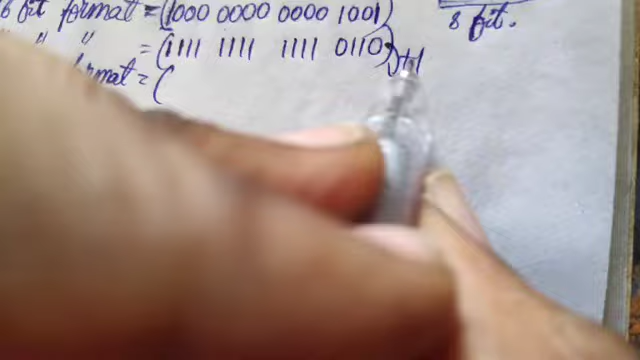 6 bit format = (1000 0000 0000 1001)
" " = (1111 1111 1111 0110) +1
rmat = (
8 bit.